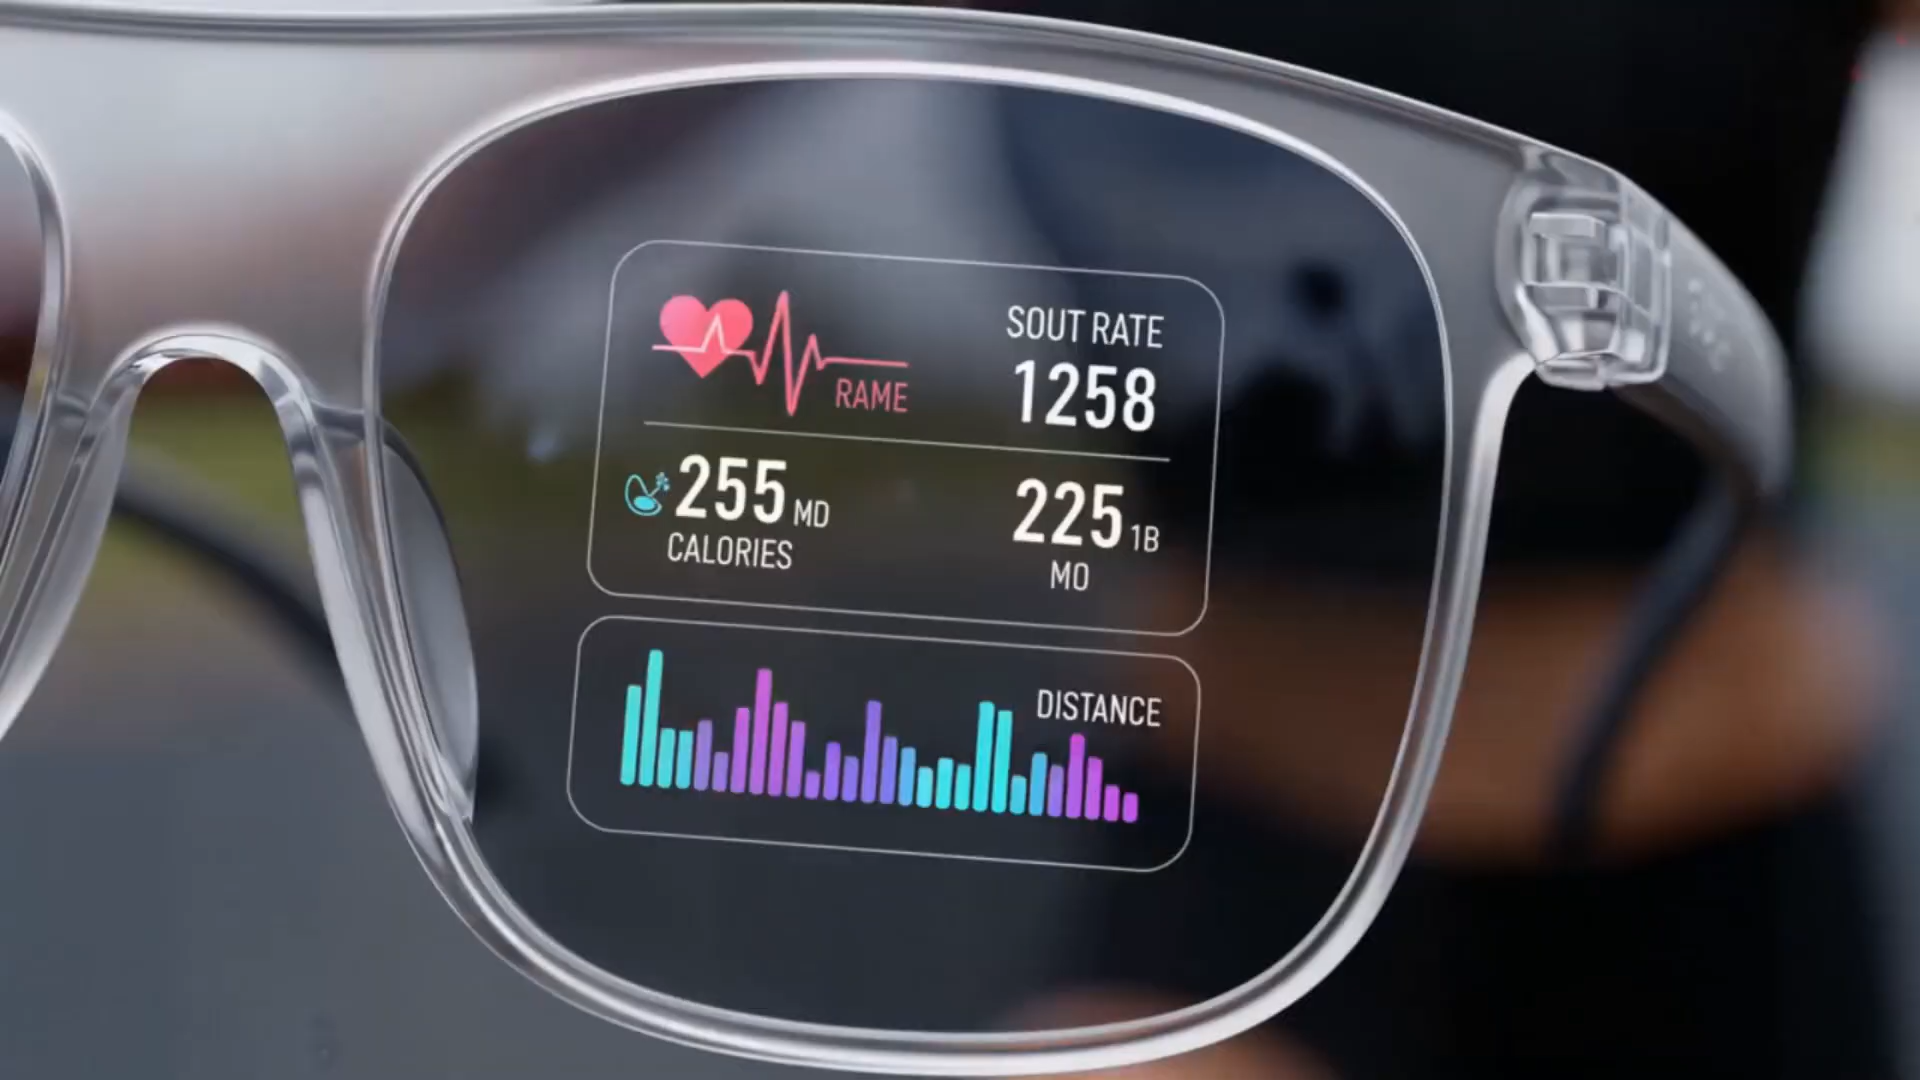 SOUT RATE
1258
RAME
255 MD
CALORIES
225 1B
MO
DISTANCE